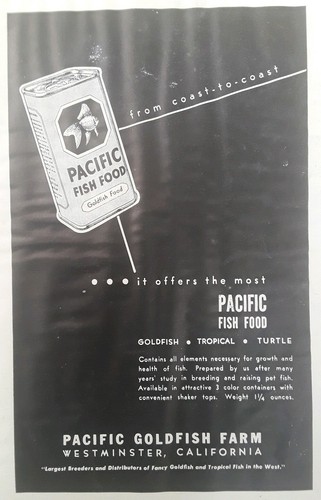 from coast-to-coast
PACIFIC
FISH FOOD
Goldfish Food
• • • it offers the most
PACIFIC
FISH FOOD
GOLDFISH • TROPICAL • TURTLE
Contains all elements necessary for growth and
health of fish. Prepared by us after many
years' study in breeding and raising pet fish.
Available in attractive 3 color containers with
convenient shaker tops. Weight 1¼ ounces.
PACIFIC GOLDFISH FARM
WESTMINSTER, CALIFORNIA
"Largest Breeders and Distributors of Fancy Goldfish and Tropical Fish in the West."